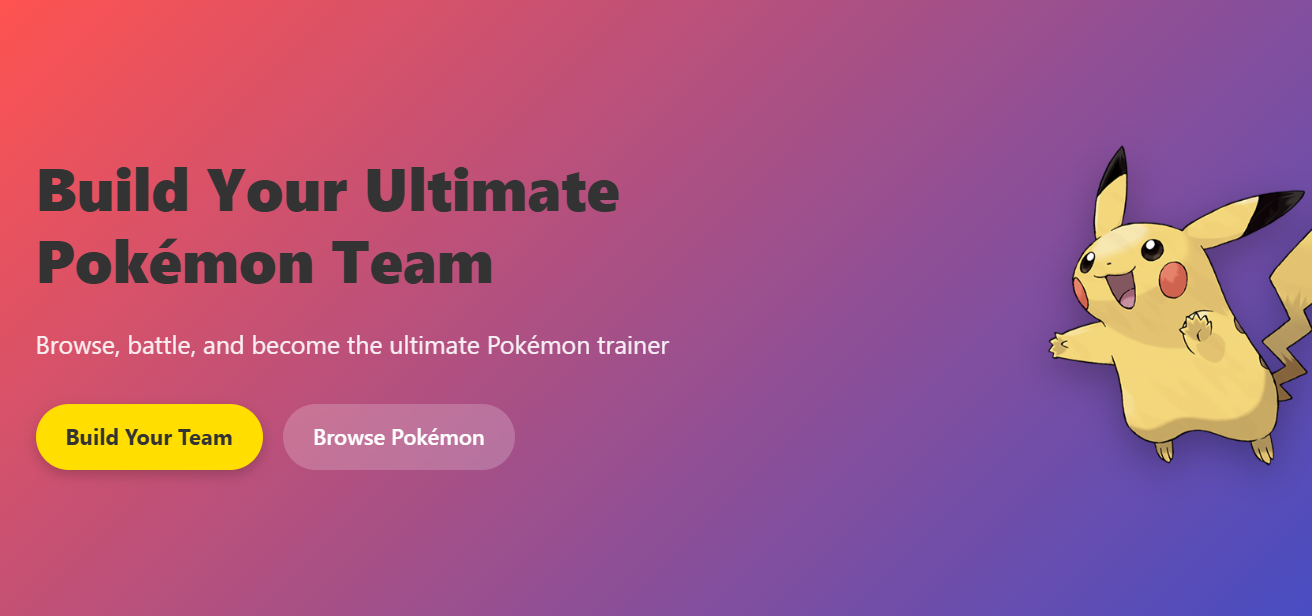 Build Your Ultimate
Pokémon Team
Browse, battle, and become the ultimate Pokémon trainer
Build Your Team
Browse Pokémon